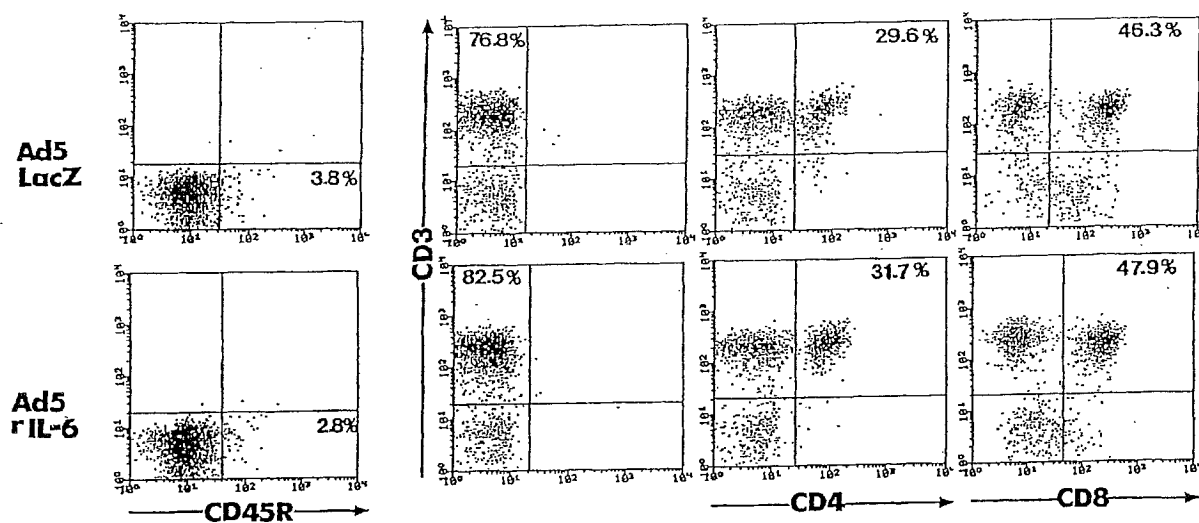 76.8%
29.6%
46.3%
Ad5
LacZ
3.8%
CD3
82.5%
31.7%
47.9%
Ad5
rIL-6
2.8%
CD45R
CD4
CD8